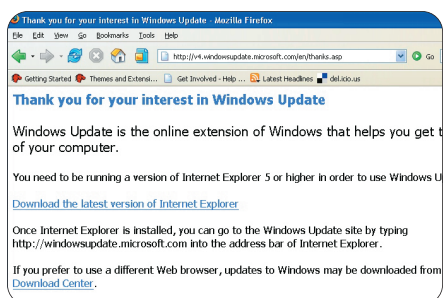 Thank you for your interest in Windows Update - Mozilla Firefox
File Edit View Go Bookmarks Tools Help
http://v4.windowsupdate.microsoft.com/en/thanks.asp Go
Getting Started Themes and Extensi... Get Involved - Help ... Latest Headlines del.icio.us
Thank you for your interest in Windows Update
Windows Update is the online extension of Windows that helps you get t
of your computer.
You need to be running a version of Internet Explorer 5 or higher in order to use Windows U
Download the latest version of Internet Explorer
Once Internet Explorer is installed, you can go to the Windows Update site by typing
http://windowsupdate.microsoft.com into the address bar of Internet Explorer.
If you prefer to use a different Web browser, updates to Windows may be downloaded from
Download Center.